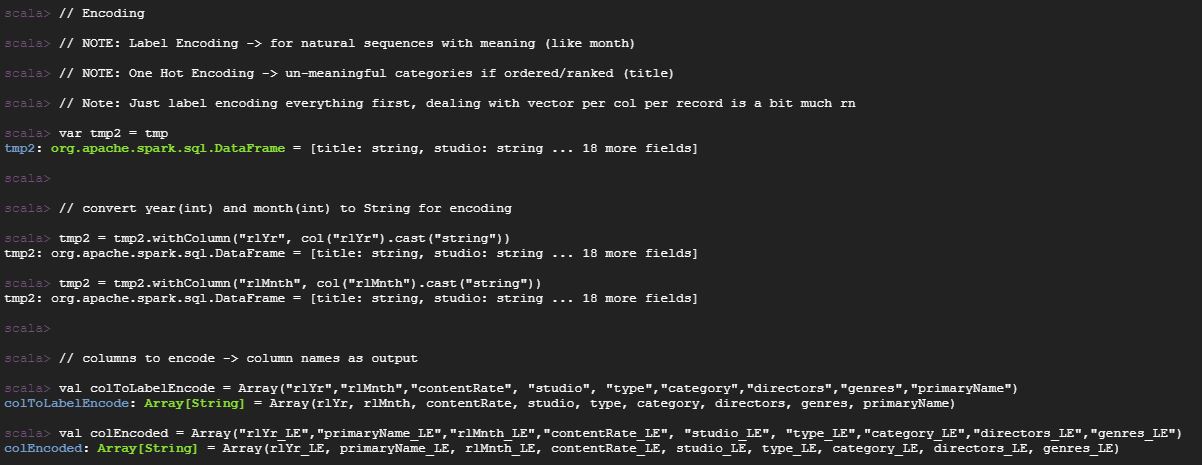 scala> // Encoding
scala> // NOTE: Label Encoding -> for natural sequences with meaning (like month)
scala> // NOTE: One Hot Encoding -> un-meaningful categories if ordered/ranked (title)
scala> // Note: Just label encoding everything first, dealing with vector per col per record is a bit much rn
scala> var tmp2 = tmp
tmp2: org.apache.spark.sql.DataFrame = [title: string, studio: string ... 18 more fields]
scala>
scala> // convert year(int) and month(int) to String for encoding
scala> tmp2 = tmp2.withColumn("rlYr", col("rlYr").cast("string"))
tmp2: org.apache.spark.sql.DataFrame = [title: string, studio: string ... 18 more fields]
scala> tmp2 = tmp2.withColumn("rlMnth", col("rlMnth").cast("string"))
tmp2: org.apache.spark.sql.DataFrame = [title: string, studio: string ... 18 more fields]
scala>
scala> // columns to encode -> column names as output
scala> val colToLabelEncode = Array("rlYr","rlMnth","contentRate", "studio", "type","category","directors","genres","primaryName")
colToLabelEncode: Array[String] = Array(rlYr, rlMnth, contentRate, studio, type, category, directors, genres, primaryName)
scala> val colEncoded = Array("rlYr_LE","primaryName_LE","rlMnth_LE","contentRate_LE", "studio_LE", "type_LE","category_LE","directors_LE","genres_LE")
colEncoded: Array[String] = Array(rlYr_LE, primaryName_LE, rlMnth_LE, contentRate_LE, studio_LE, type_LE, category_LE, directors_LE, genres_LE)